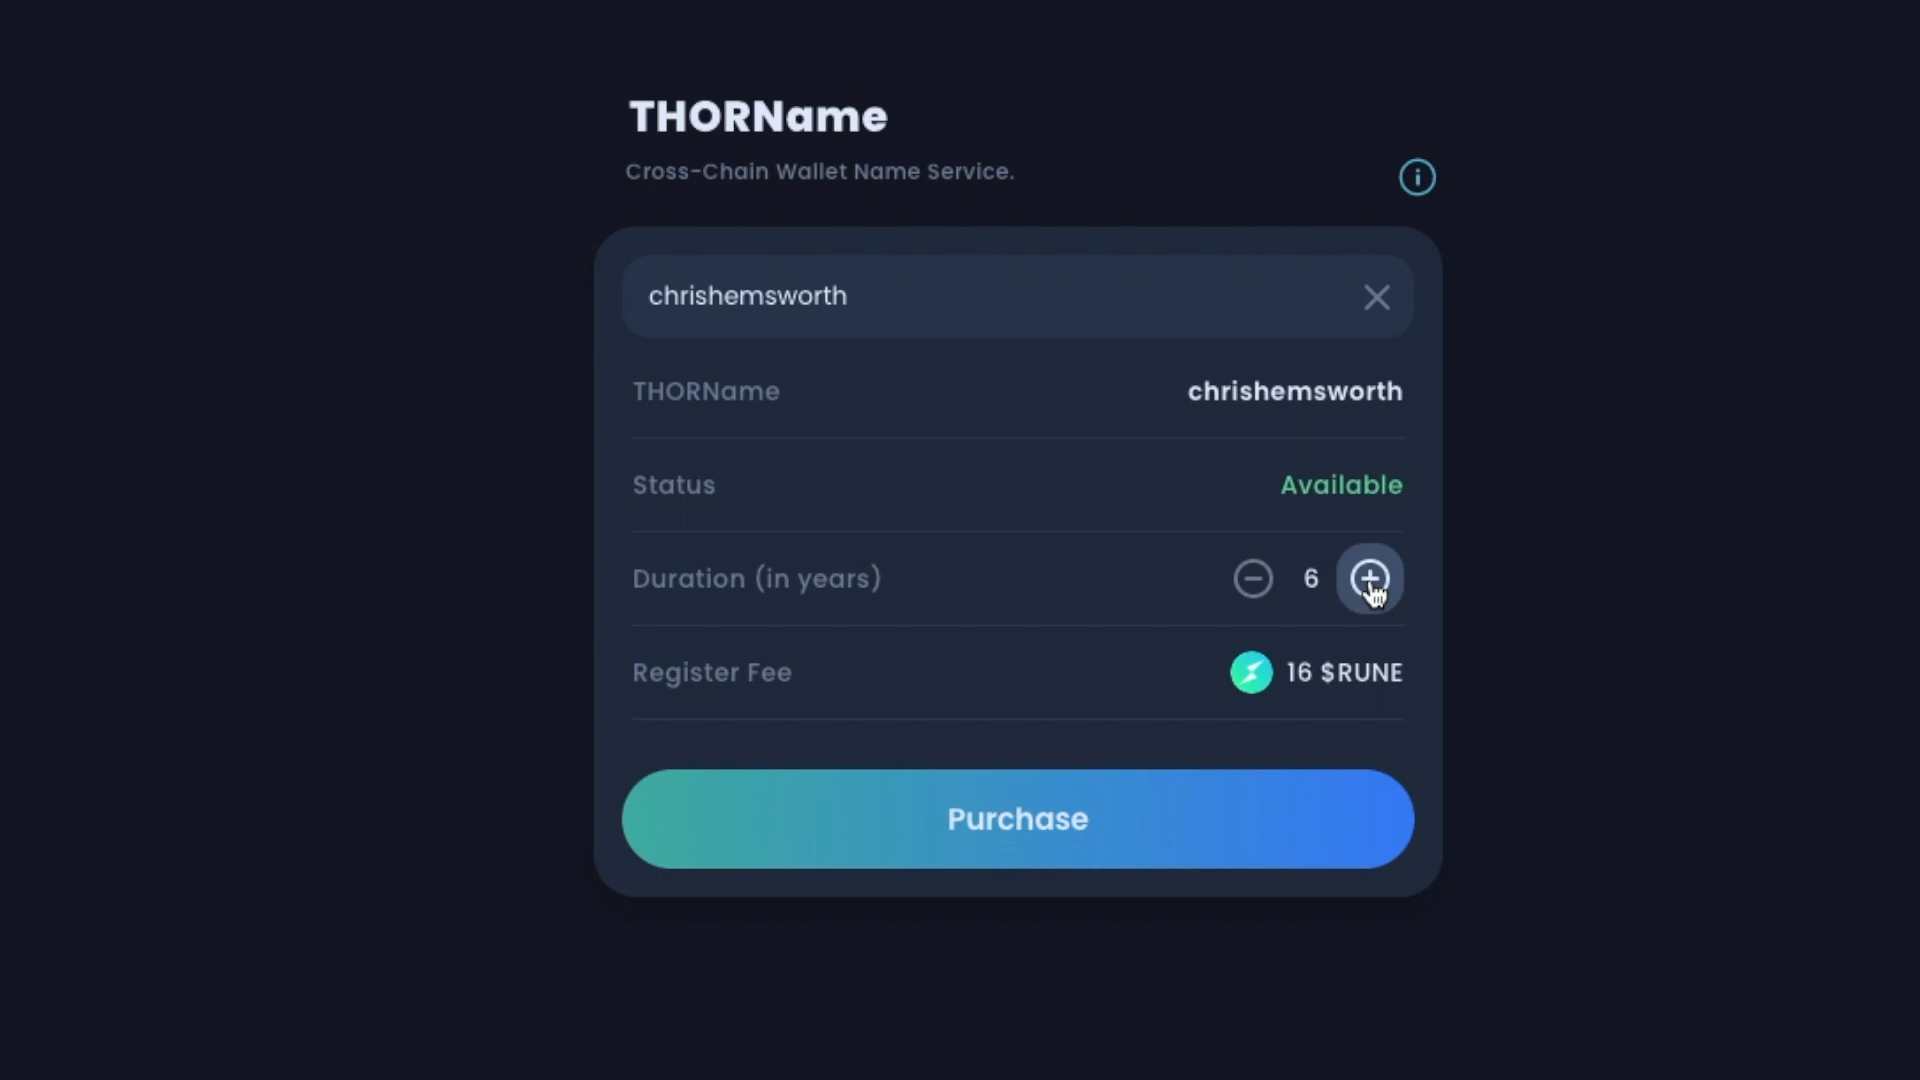 THORName
Cross-Chain Wallet Name Service.
chrishemsworth
THORName chrishemsworth
Status Available
Duration (in years) 6
Register Fee 16 $RUNE
Purchase